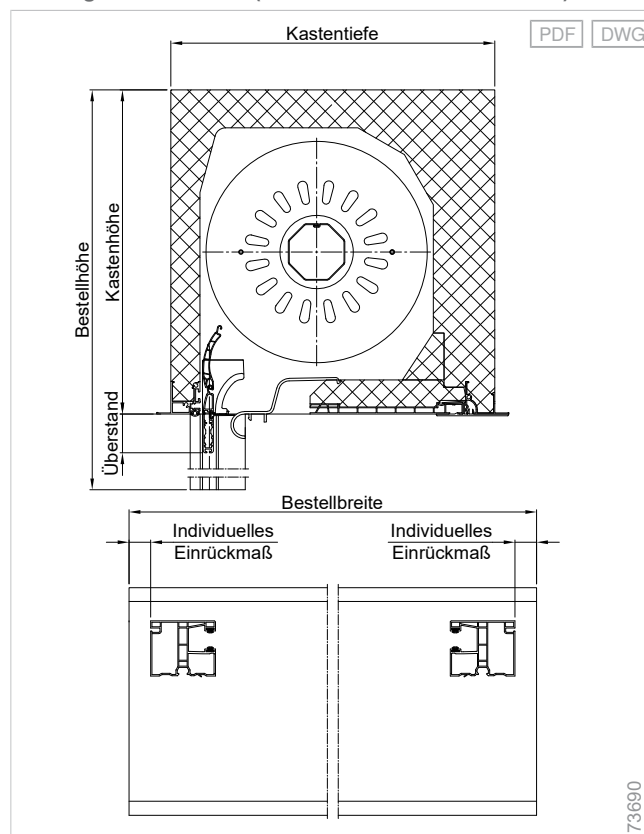 Kastentiefe
PDF DWG
Bestellhöhe
Kastenhöhe
Überstand
Bestellbreite
Individuelles
Einrückmaß
Individuelles
Einrückmaß
73690